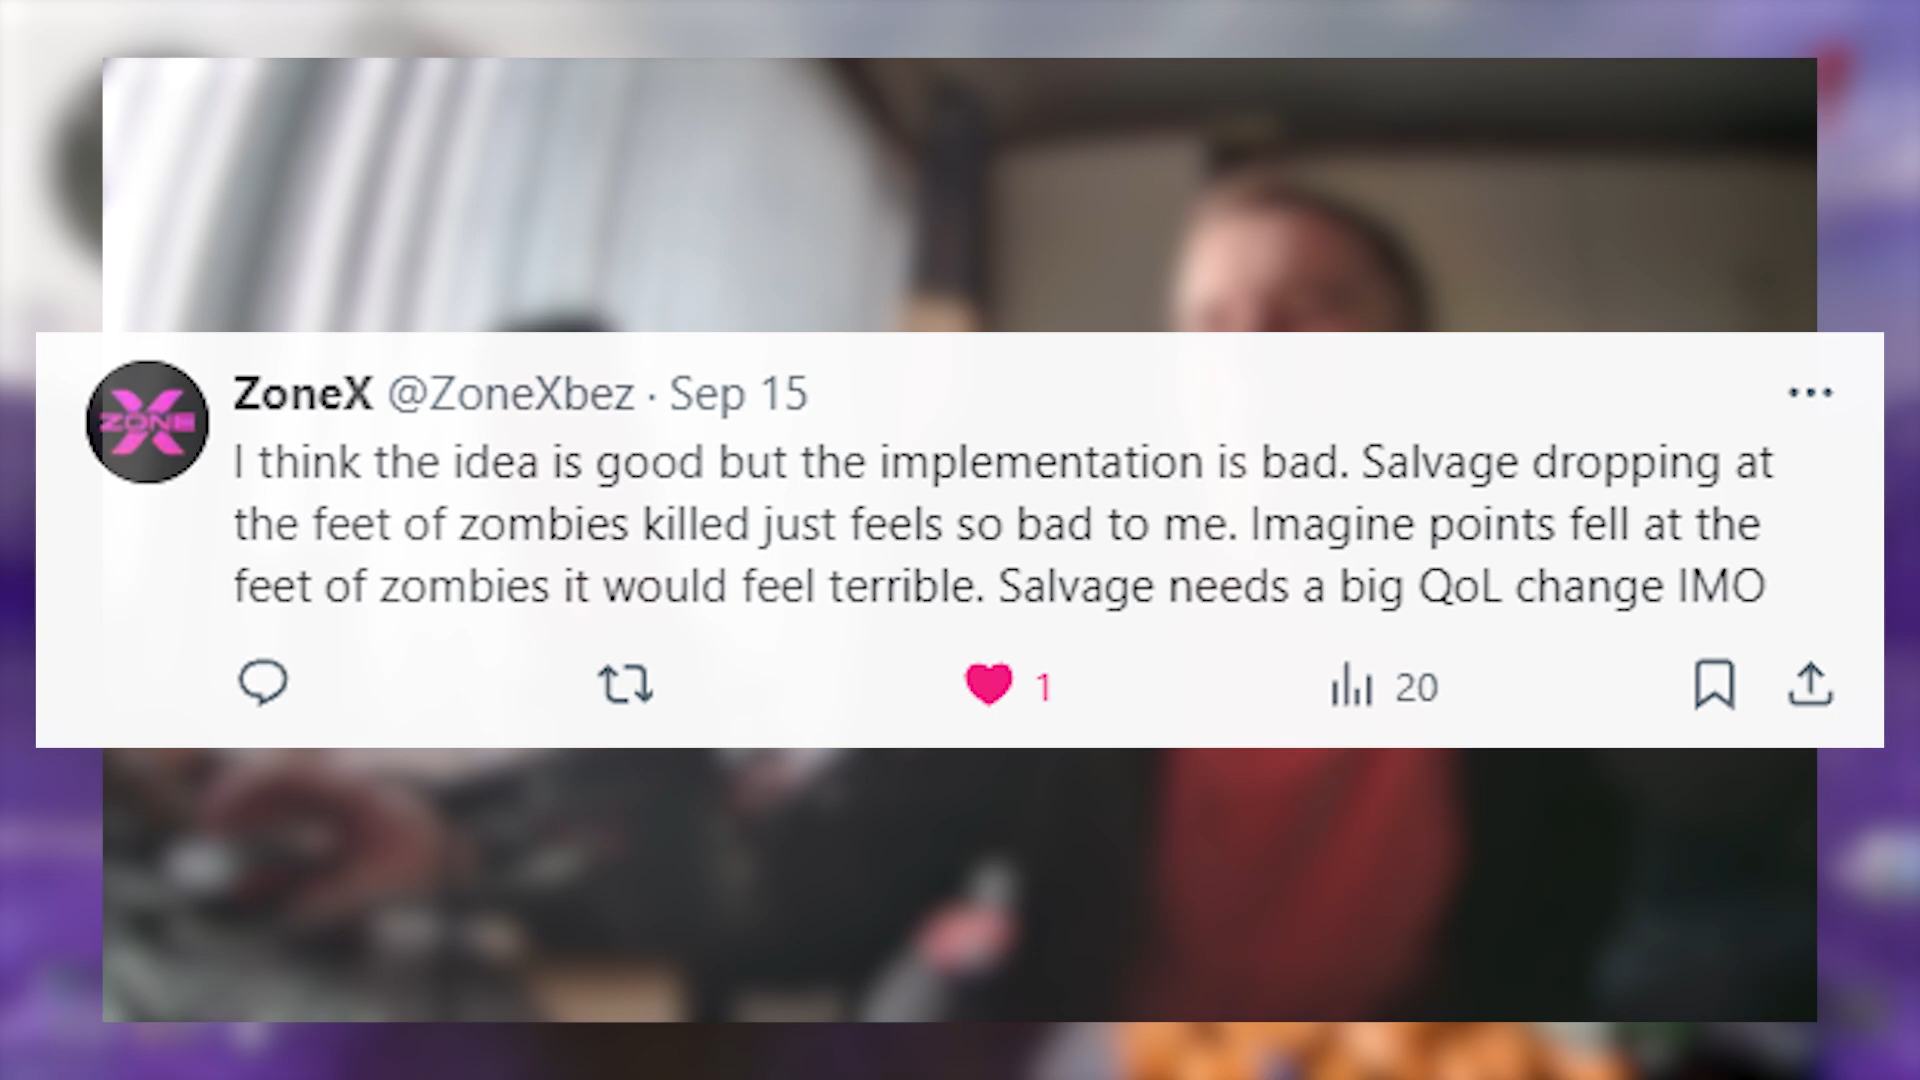 ZoneX @ZoneXbez · Sep 15
ZONE X
I think the idea is good but the implementation is bad. Salvage dropping at
the feet of zombies killed just feels so bad to me. Imagine points fell at the
feet of zombies it would feel terrible. Salvage needs a big QoL change IMO
1 20